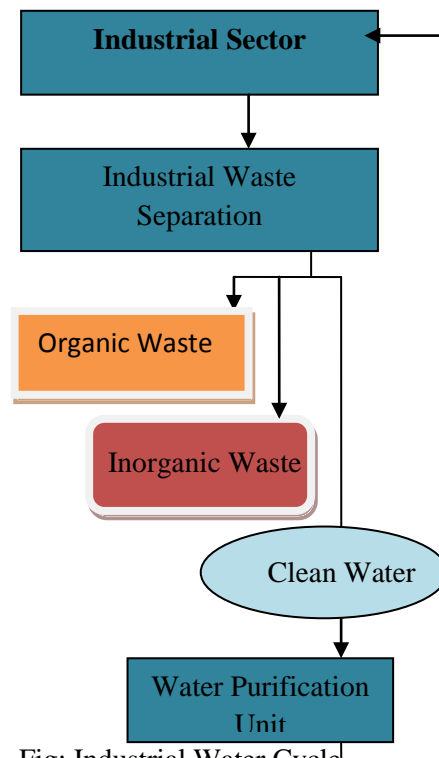 Industrial Sector
Industrial Waste
Separation
Organic Waste
Inorganic Waste
Clean Water
Water Purification
Unit
Fig: Industrial Water Cycle